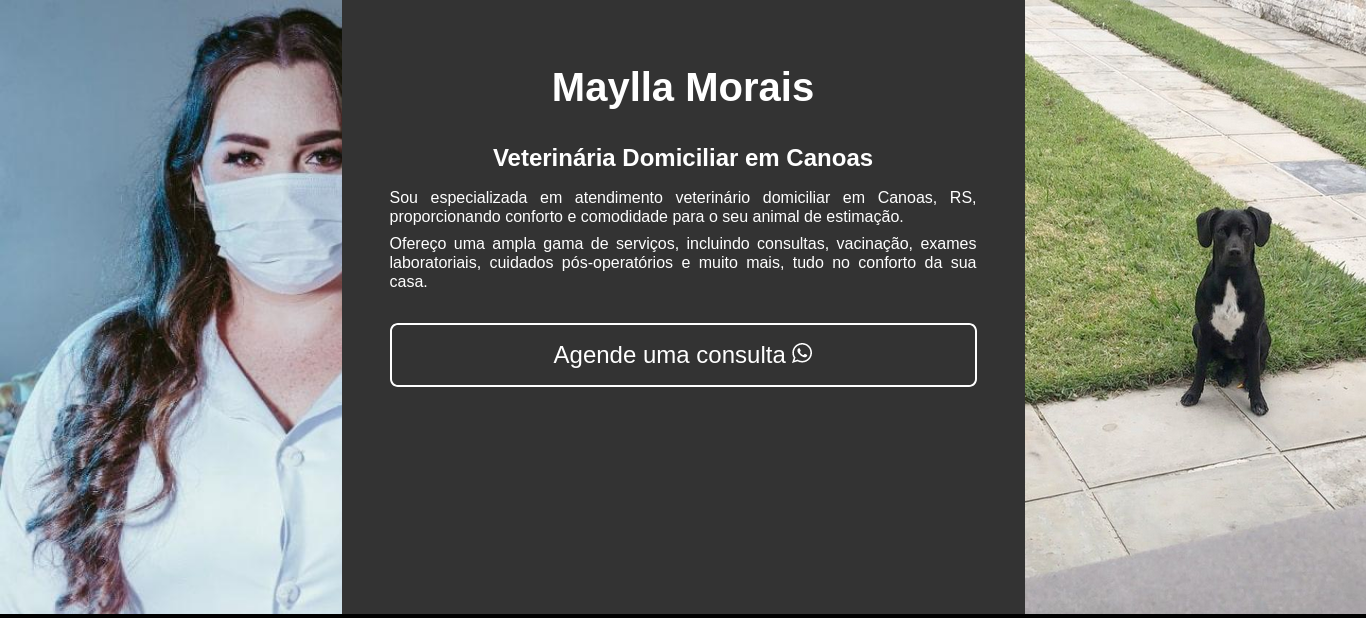 Maylla Morais
Veterinária Domiciliar em Canoas
Sou especializada em atendimento veterinário domiciliar em Canoas, RS,
proporcionando conforto e comodidade para o seu animal de estimação.
Ofereço uma ampla gama de serviços, incluindo consultas, vacinação, exames
laboratoriais, cuidados pós-operatórios e muito mais, tudo no conforto da sua
casa.
Agende uma consulta